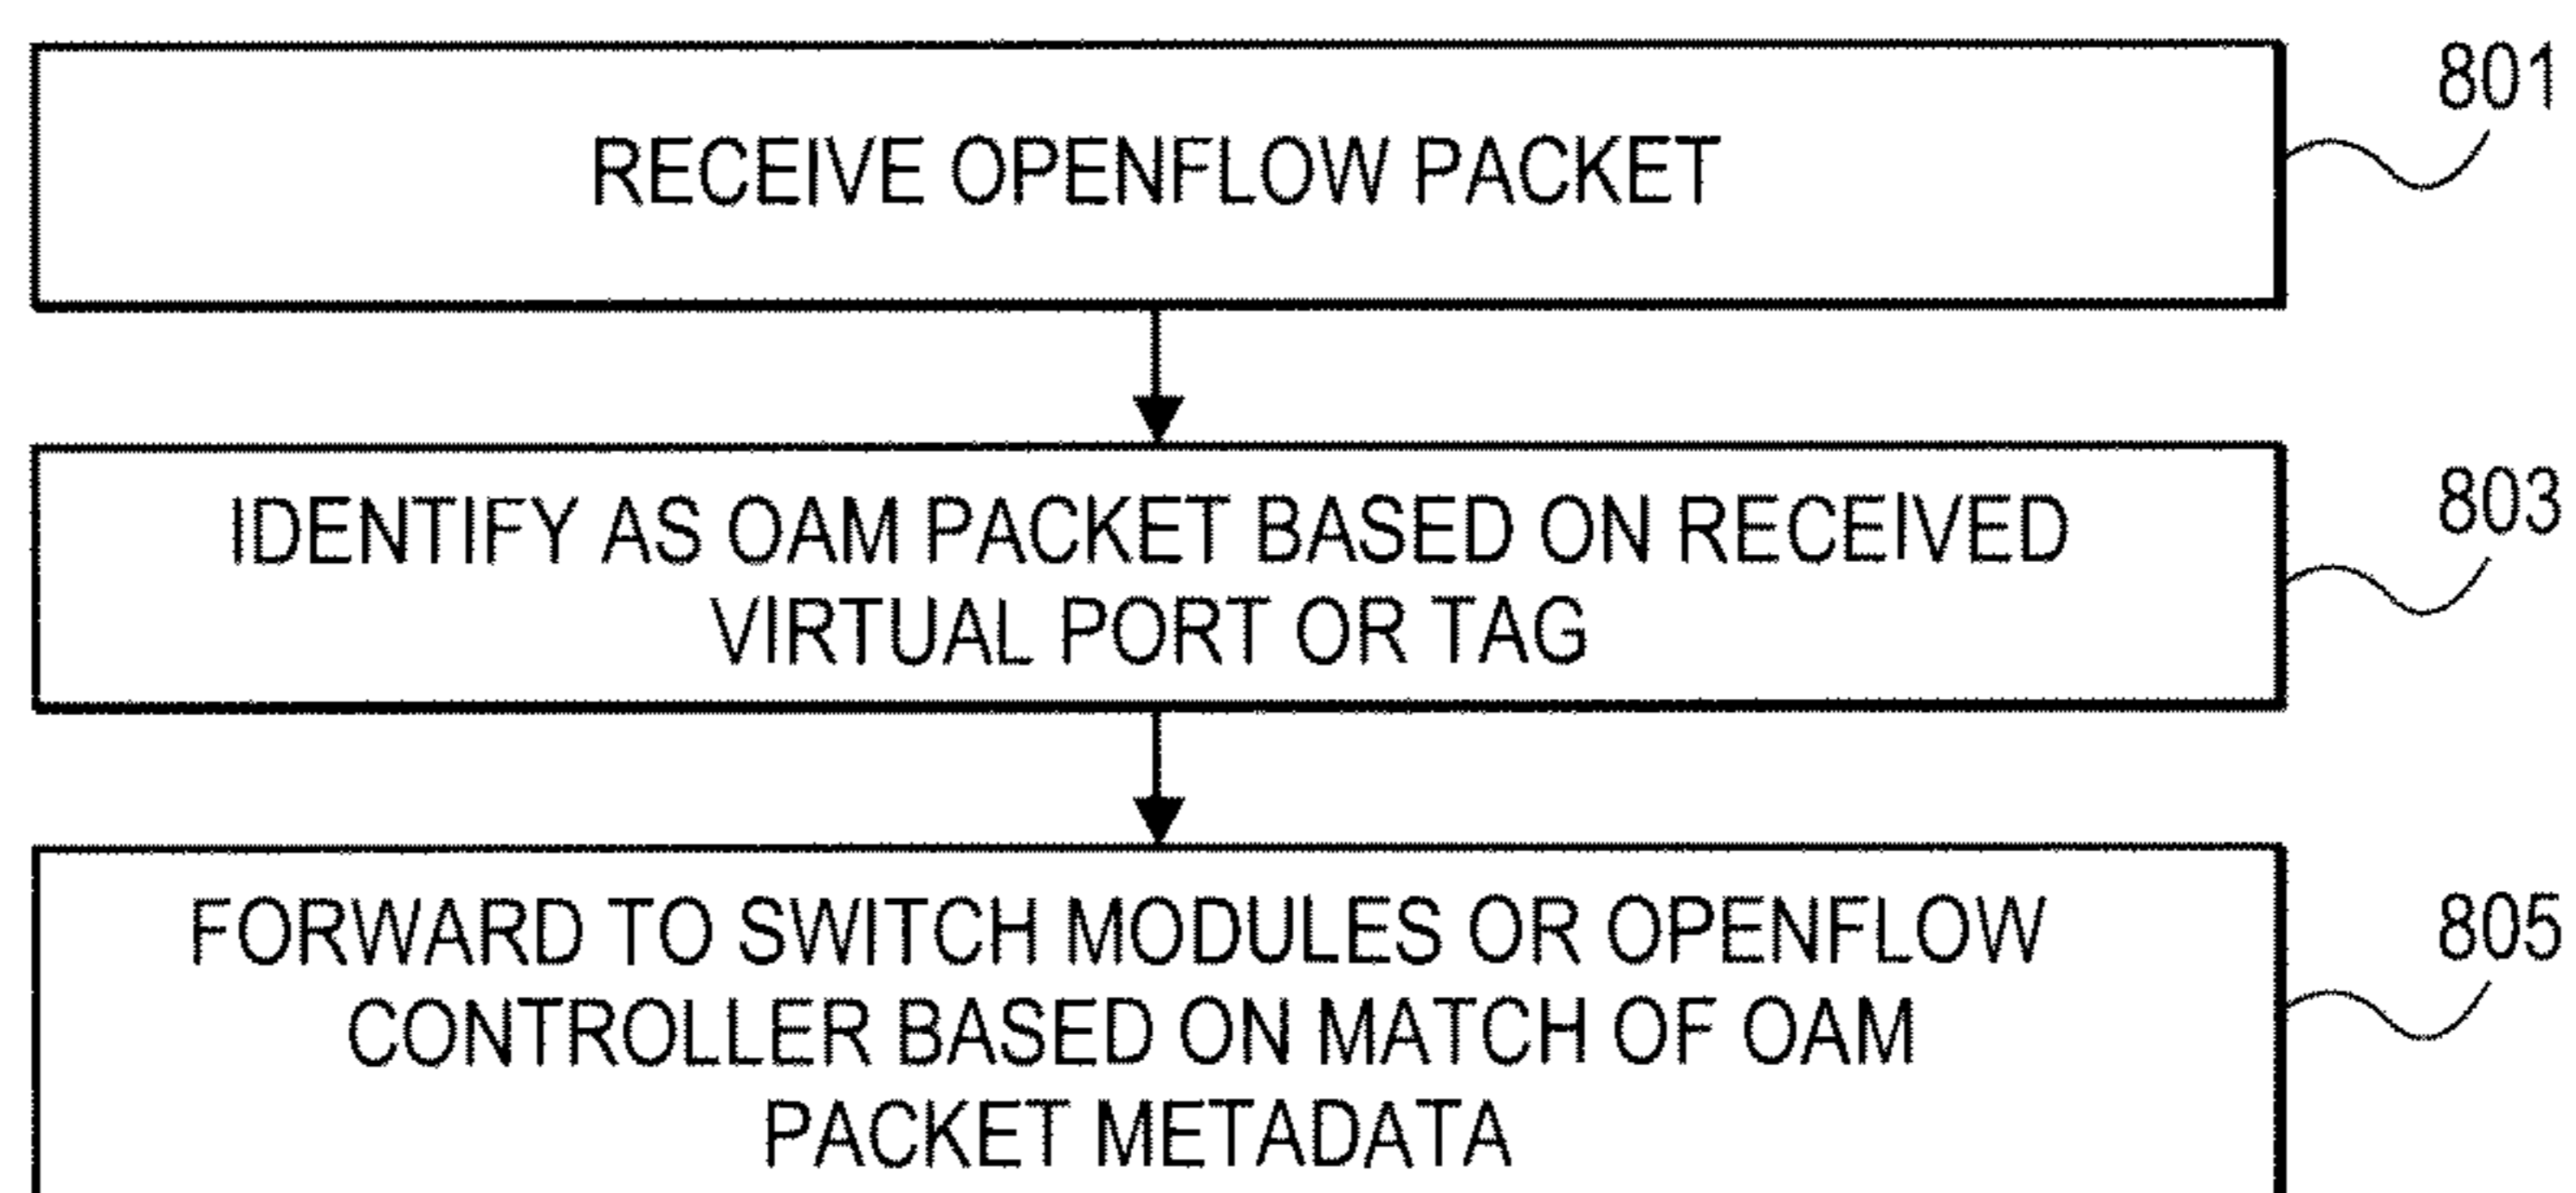 801
RECEIVE OPENFLOW PACKET
803
IDENTIFY AS OAM PACKET BASED ON RECEIVED
VIRTUAL PORT OR TAG
805
FORWARD TO SWITCH MODULES OR OPENFLOW
CONTROLLER BASED ON MATCH OF OAM
PACKET METADATA